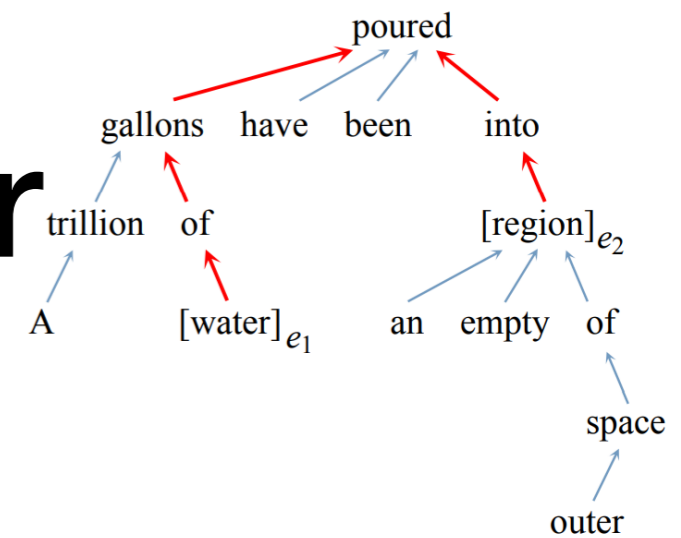 poured
gallons have been into
r
trillion of [region]e2
A [water]e1 an empty of
space
outer